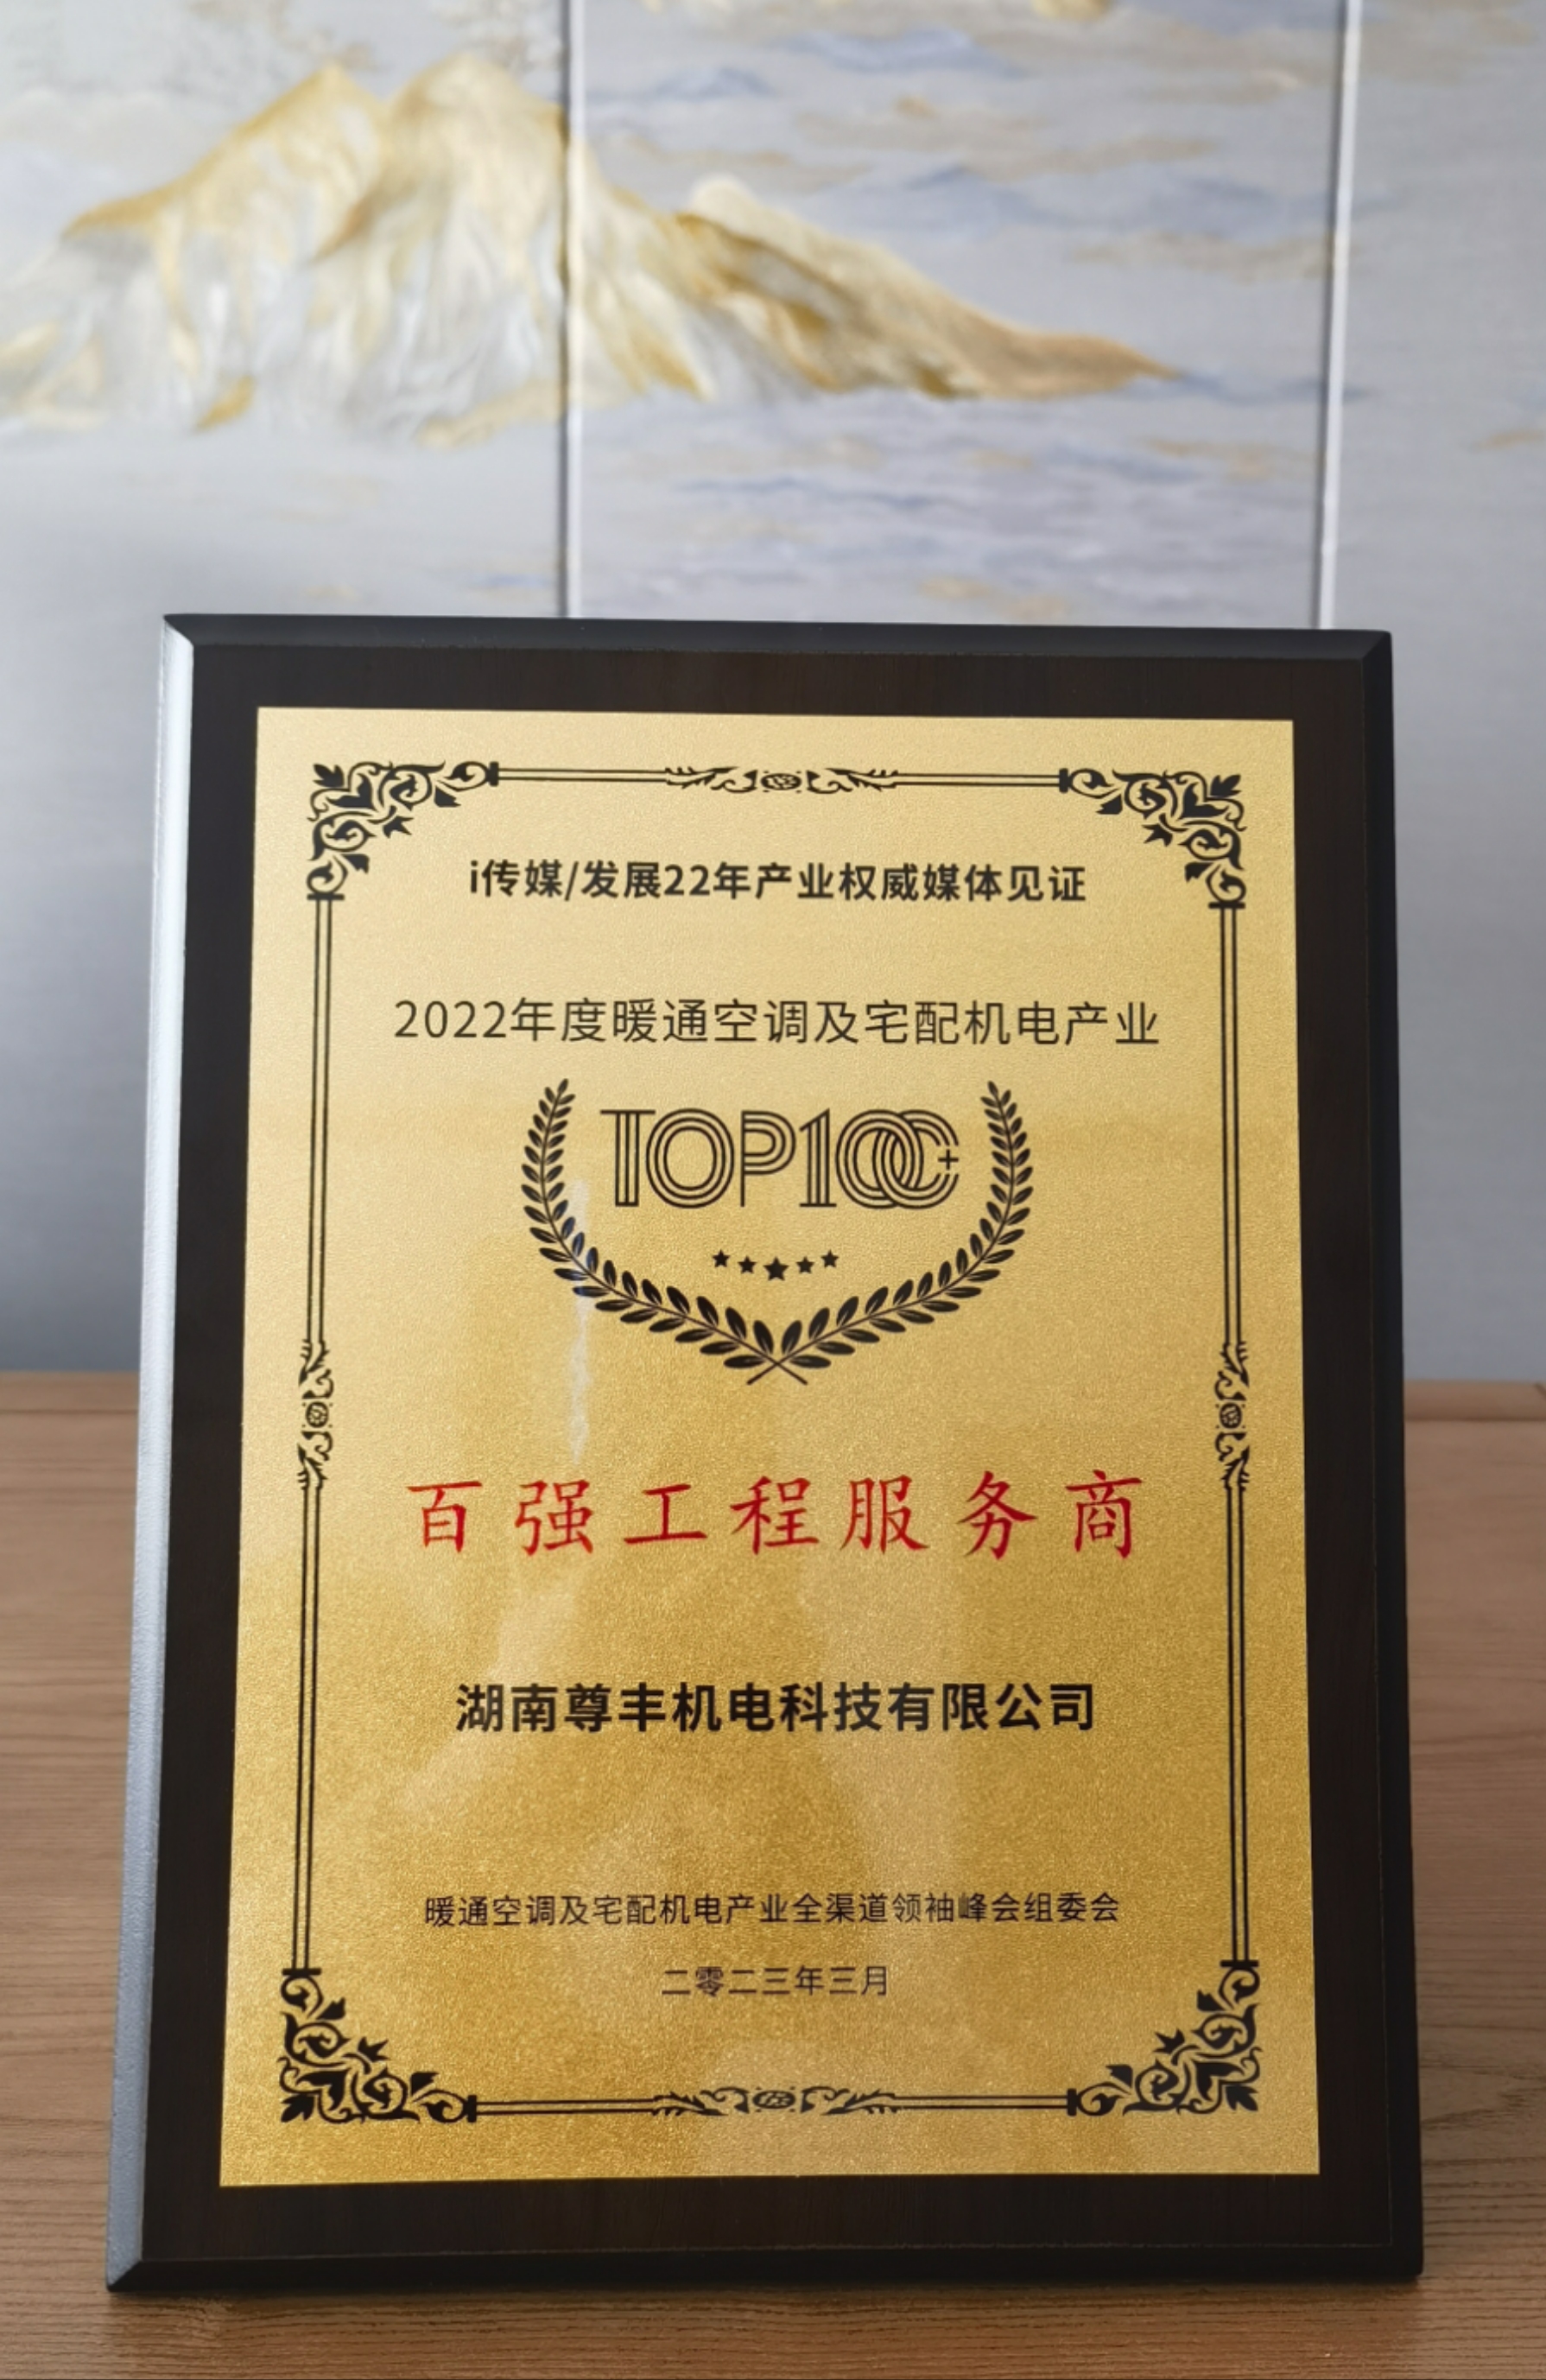 i传媒/发展22年产业权威媒体见证
2022年度暖通空调及宅配机电产业
TOP100+
百强工程服务商
湖南尊丰机电科技有限公司
暖通空调及宅配机电产业全渠道领袖峰会组委会
二零二三年三月